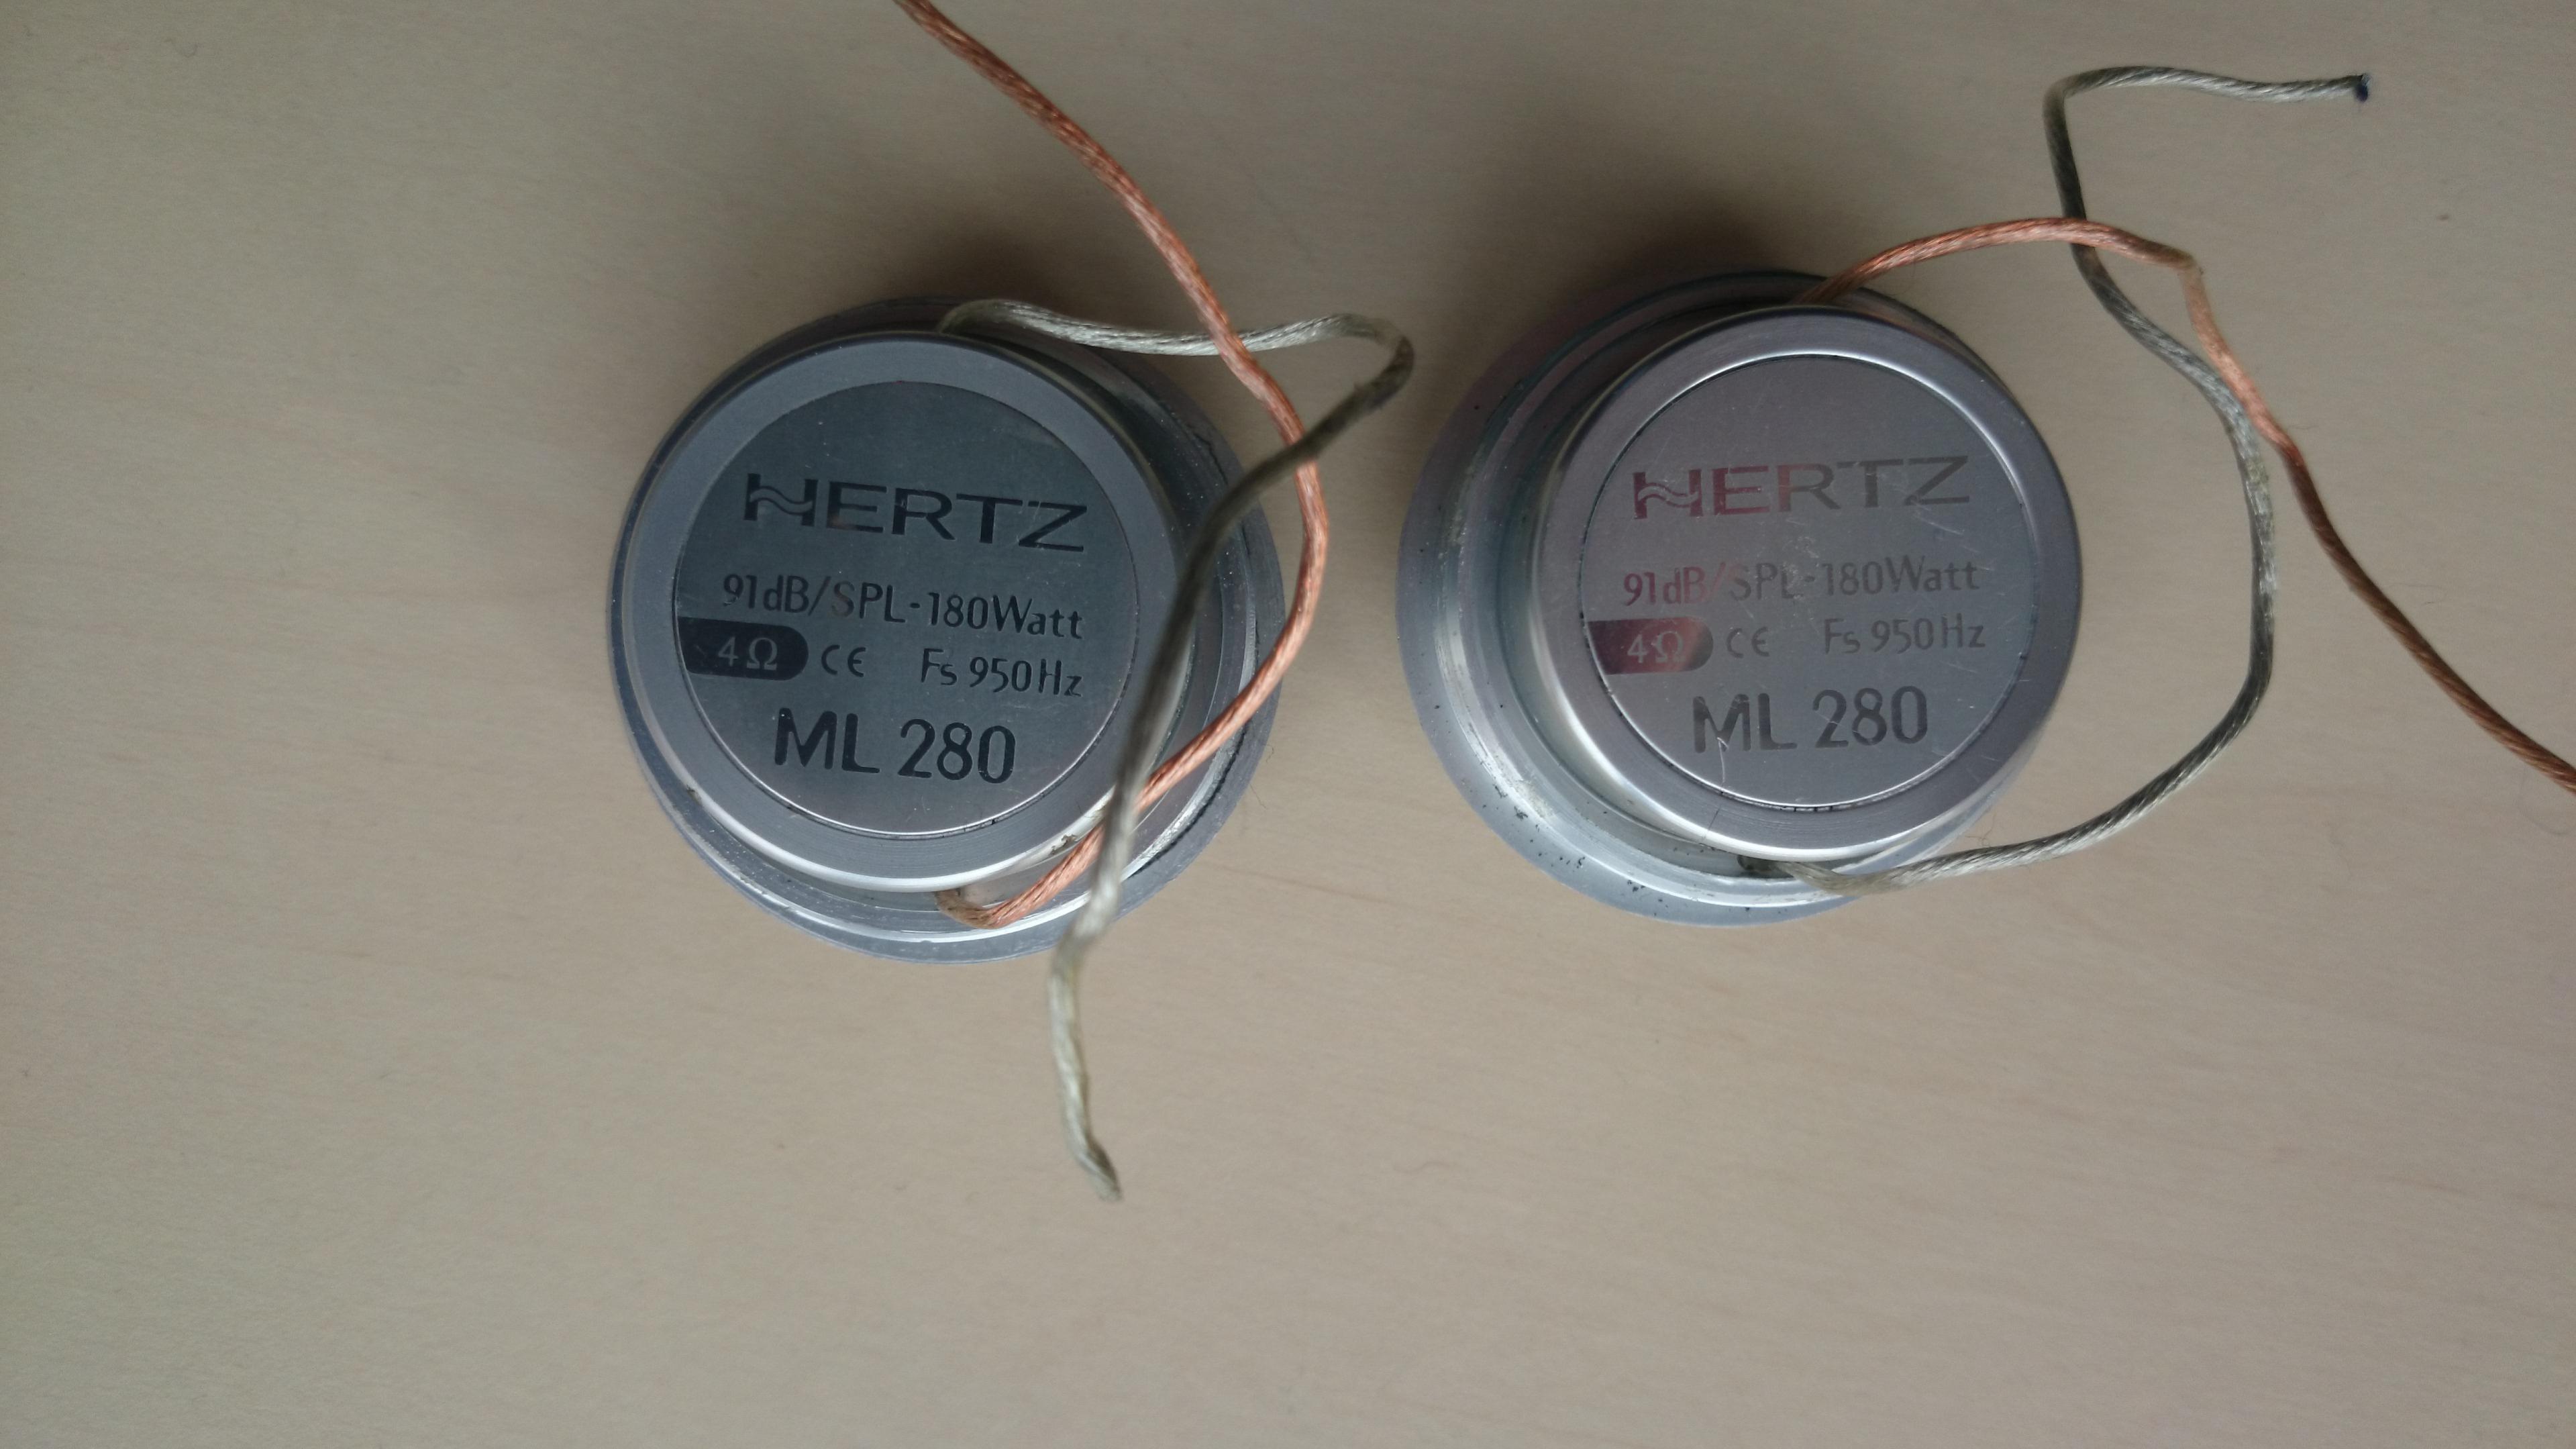 HERTZ
91dB/SPL-180Watt
4Ω CE Fs 950Hz
ML 280
HERTZ
91dB/SPL-180Watt
4Ω CE Fs 950Hz
ML 280